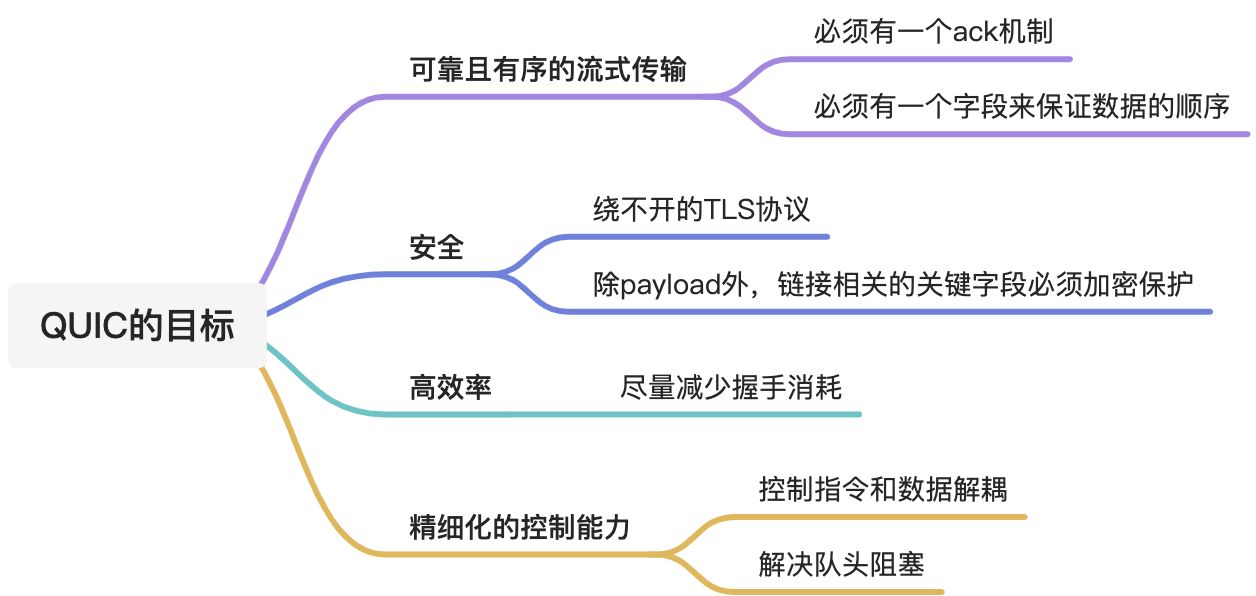 QUIC的目标
可靠且有序的流式传输
必须有一个ack机制
必须有一个字段来保证数据的顺序
安全
绕不开的TLS协议
除payload外，链接相关的关键字段必须加密保护
高效率
尽量减少握手消耗
精细化的控制能力
控制指令和数据解耦
解决队头阻塞